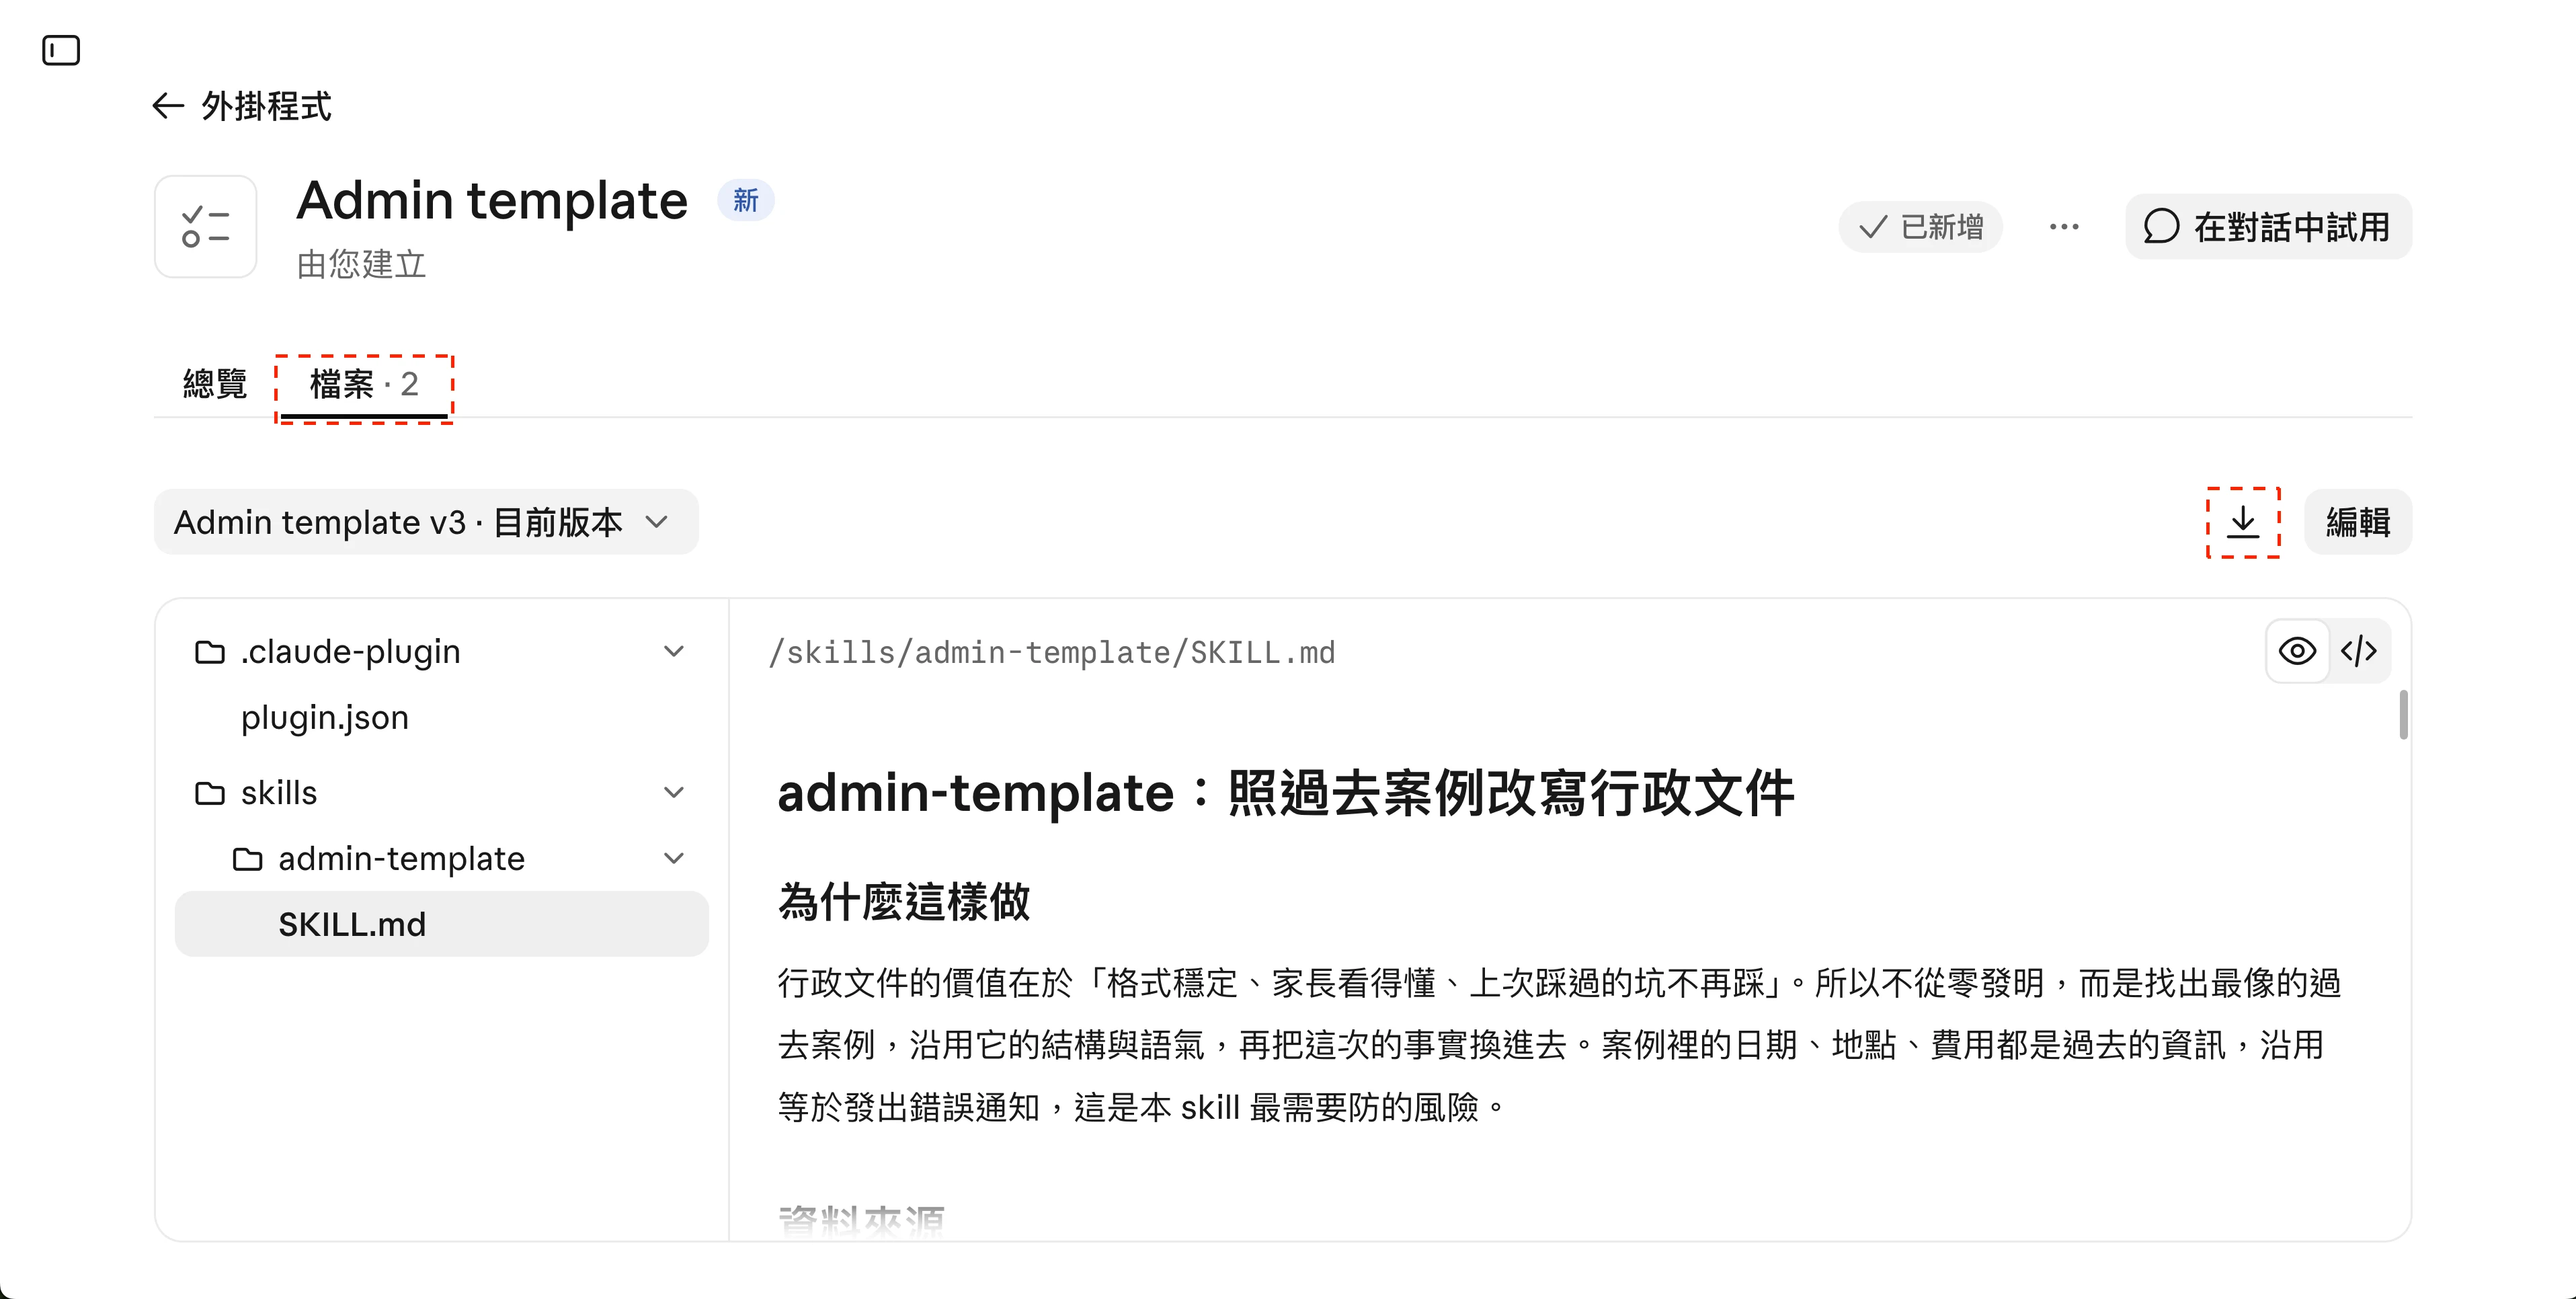 外掛程式
Admin template 新
由您建立
已新增
在對話中試用
總覽
檔案 · 2
Admin template v3 · 目前版本
編輯
.claude-plugin
plugin.json
skills
admin-template
SKILL.md
/skills/admin-template/SKILL.md
admin-template：照過去案例改寫行政文件
為什麼這樣做
行政文件的價值在於「格式穩定、家長看得懂、上次踩過的坑不再踩」。所以不從零發明，而是找出最像的過
去案例，沿用它的結構與語氣，再把這次的事實換進去。案例裡的日期、地點、費用都是過去的資訊，沿用
等於發出錯誤通知，這是本 skill 最需要防的風險。
資料來源